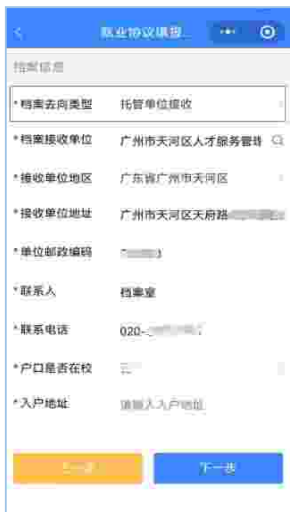 就业协议填报...
档案信息
*档案去向类型 托管单位接收
*档案接收单位 广州市天河区人才服务管理
*接收单位地区 广东省广州市天河区
*接收单位地址 广州市天河区天府路
*单位邮政编码
*联系人 档案室
*联系电话 020-
*户口是否在校
*入户地址 请输入入户地址
上一步 下一步